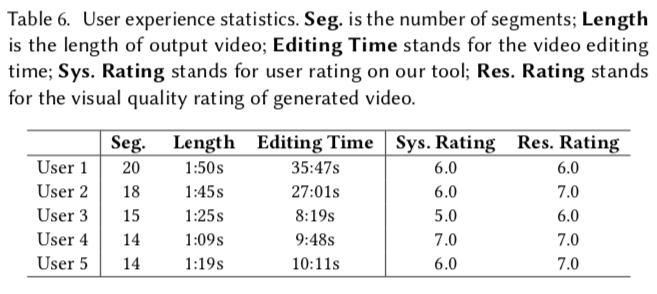 Table 6. User experience statistics. Seg. is the number of segments; Length
is the length of output video; Editing Time stands for the video editing
time; Sys. Rating stands for user rating on our tool; Res. Rating stands
for the visual quality rating of generated video.
Seg. Length Editing Time Sys. Rating Res. Rating
User 1 20 1:50s 35:47s 6.0 6.0
User 2 18 1:45s 27:01s 6.0 7.0
User 3 15 1:25s 8:19s 5.0 6.0
User 4 14 1:09s 9:48s 7.0 7.0
User 5 14 1:19s 10:11s 6.0 7.0